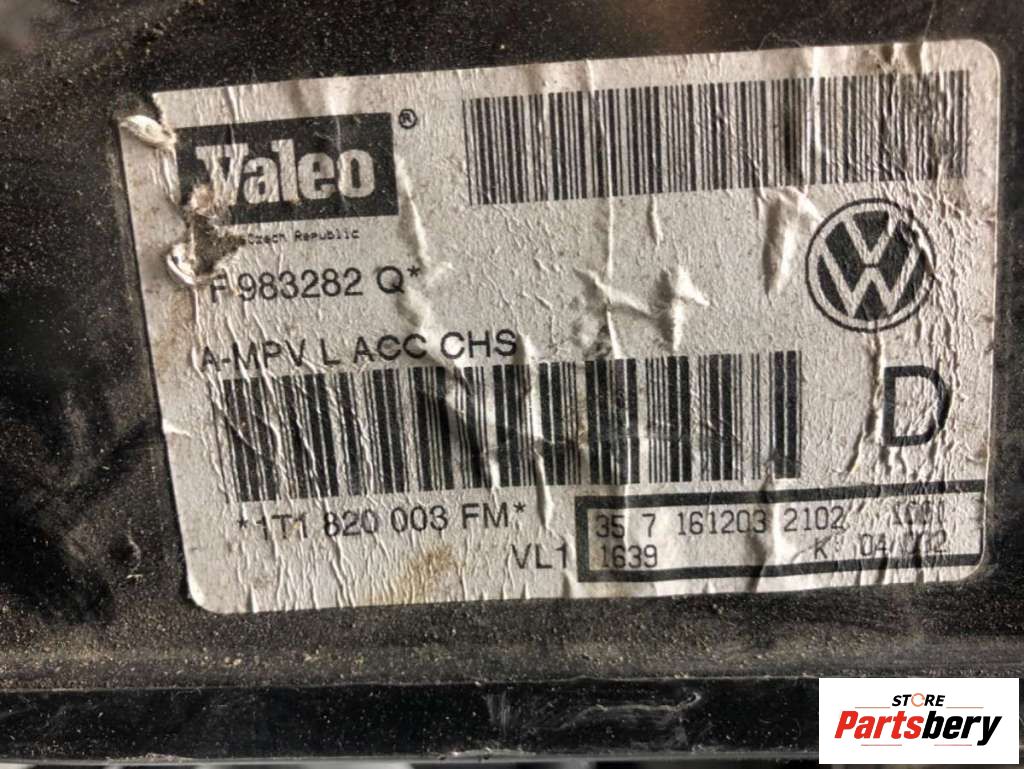 Valeo ®
Czech Republic
F 983282 Q*
A-MPV L ACC CHS
D
*1T1 820 003 FM*
VL1
35 7 161203 2102
1639
STORE
Partsbery